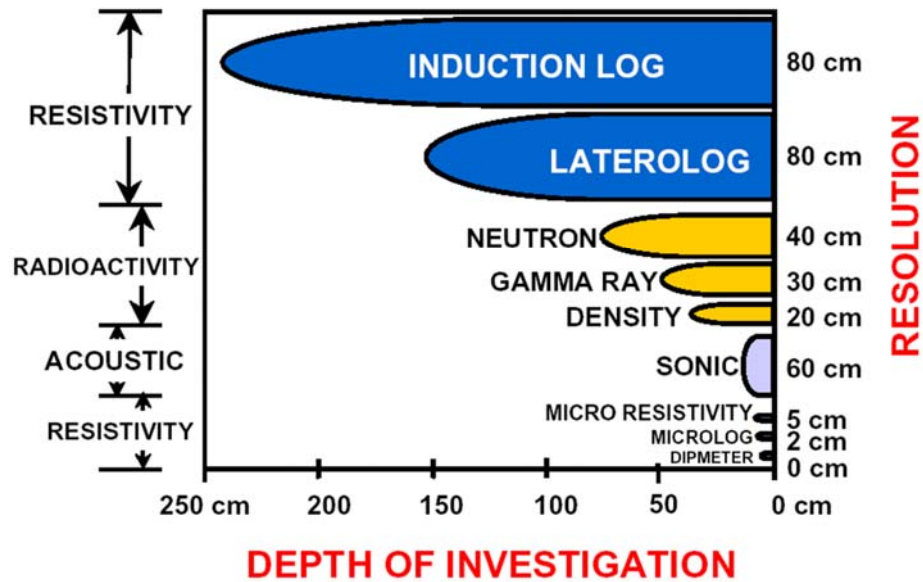 INDUCTION LOG
80 cm
RESISTIVITY
LATEROLOG
80 cm
NEUTRON
40 cm
RADIOACTIVITY
GAMMA RAY
30 cm
DENSITY
20 cm
ACOUSTIC
SONIC
60 cm
RESISTIVITY
MICRO RESISTIVITY
5 cm
MICROLOG
2 cm
DIPMETER
0 cm
250 cm 200 150 100 50 0 cm
DEPTH OF INVESTIGATION
RESOLUTION